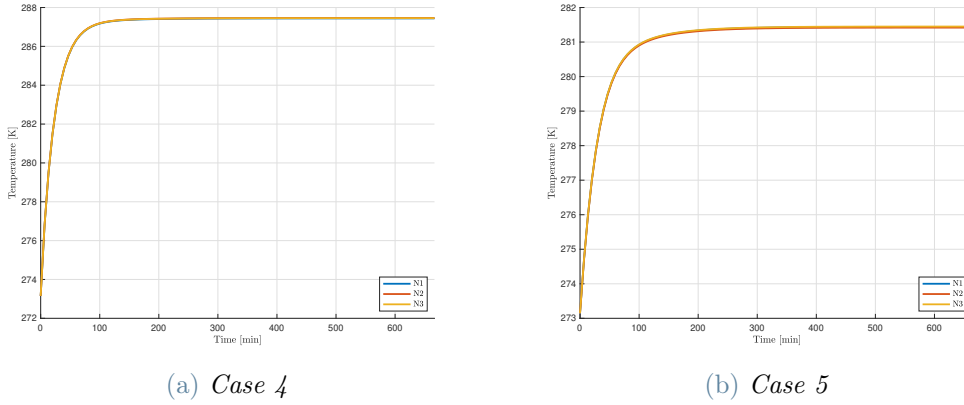 288
286
284
282
280
278
276
274
272
Temperature [K]
0 100 200 300 400 500 600
Time [min]
N1
N2
N3
(a) Case 4
282
281
280
279
278
277
276
275
274
273
Temperature [K]
0 100 200 300 400 500 600
Time [min]
N1
N2
N3
(b) Case 5